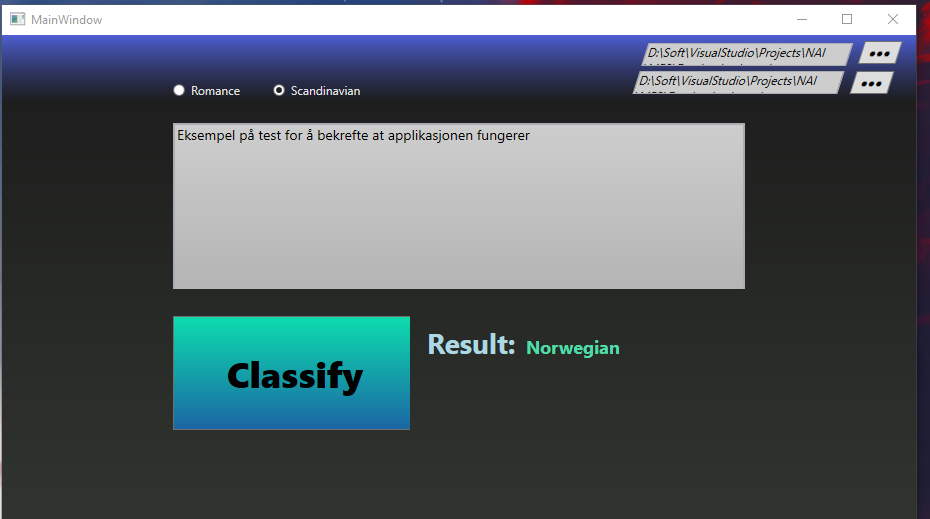 MainWindow
D:\Soft\VisualStudio\Projects\NAI
D:\Soft\VisualStudio\Projects\NAI
Romance
Scandinavian
Eksempel på test for å bekrefte at applikasjonen fungerer
Classify
Result: Norwegian